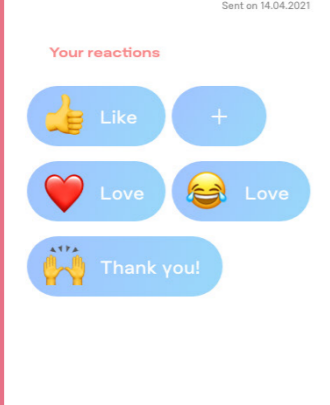 Sent on 14.04.2021
Your reactions
Like +
Love Love
Thank you!